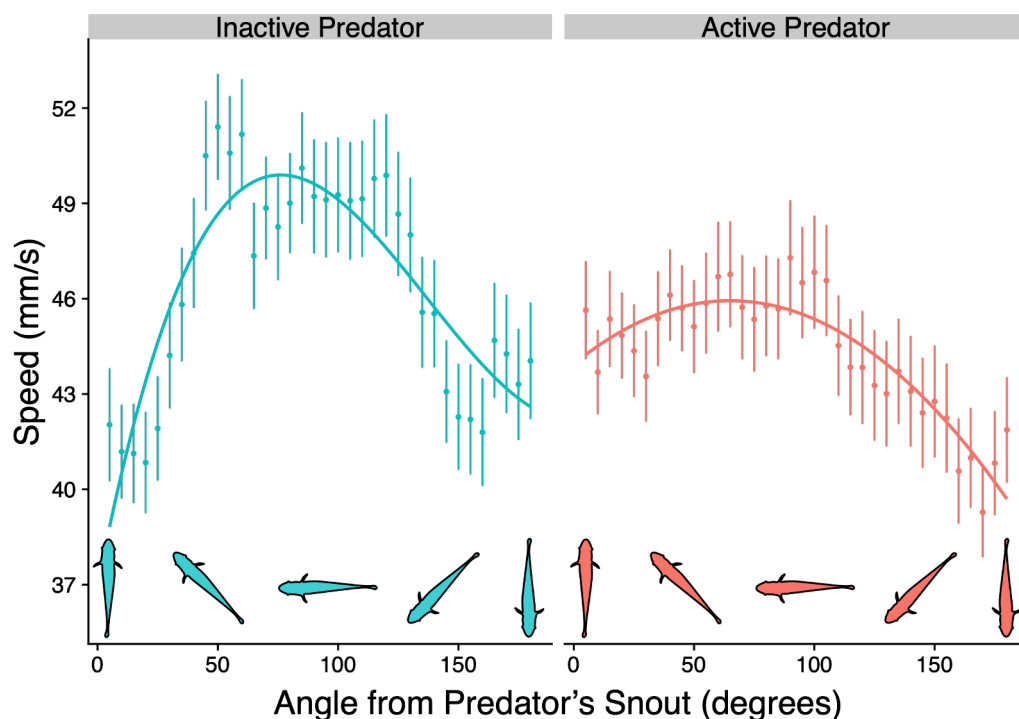 Inactive Predator
Active Predator
Speed (mm/s)
52
49
46
43
40
37
0 50 100 150
0 50 100 150
Angle from Predator’s Snout (degrees)